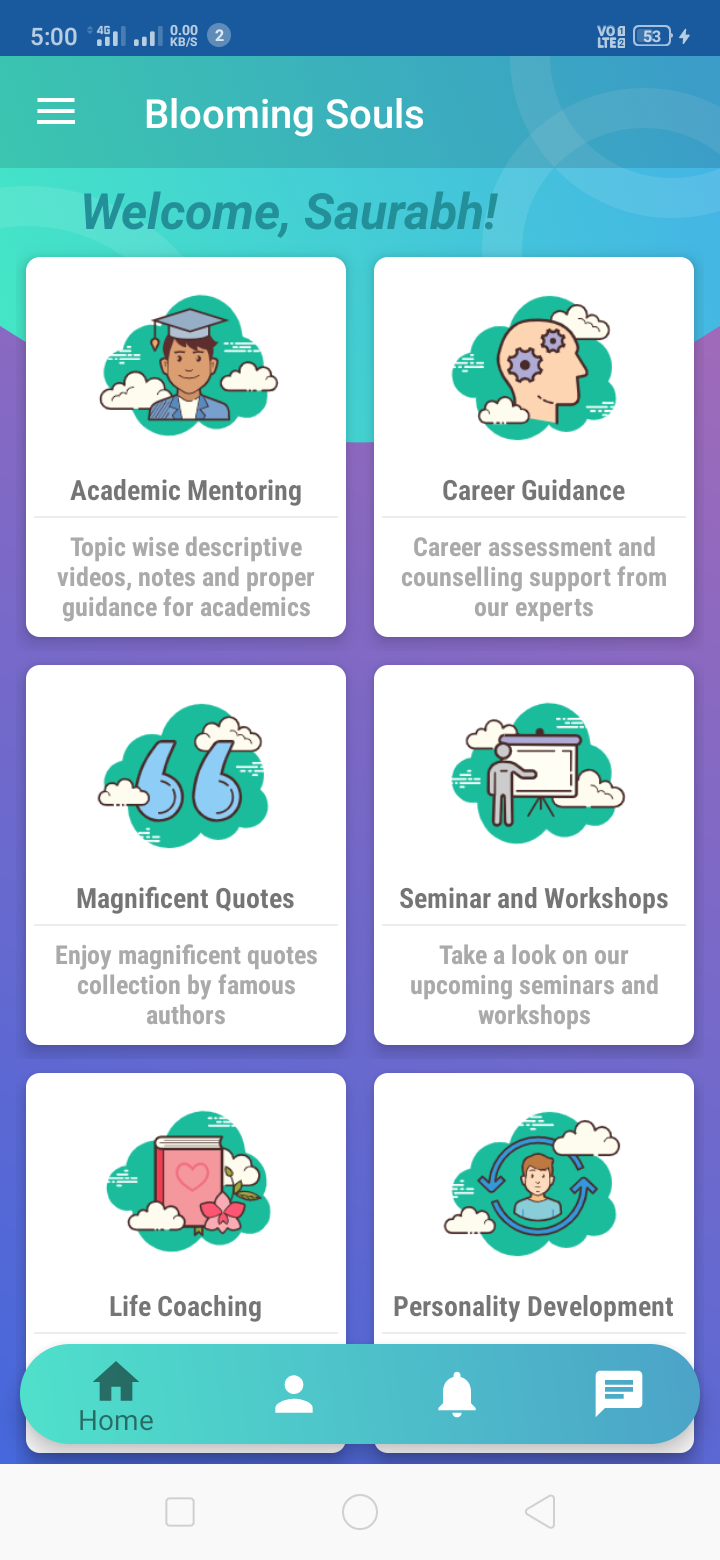 5:00 4G 0.00 KB/S 2 VO 1 LTE 2 53
Blooming Souls
Welcome, Saurabh!
Academic Mentoring
Topic wise descriptive
videos, notes and proper
guidance for academics
Career Guidance
Career assessment and
counselling support from
our experts
Magnificent Quotes
Enjoy magnificent quotes
collection by famous
authors
Seminar and Workshops
Take a look on our
upcoming seminars and
workshops
Life Coaching
Personality Development
Home